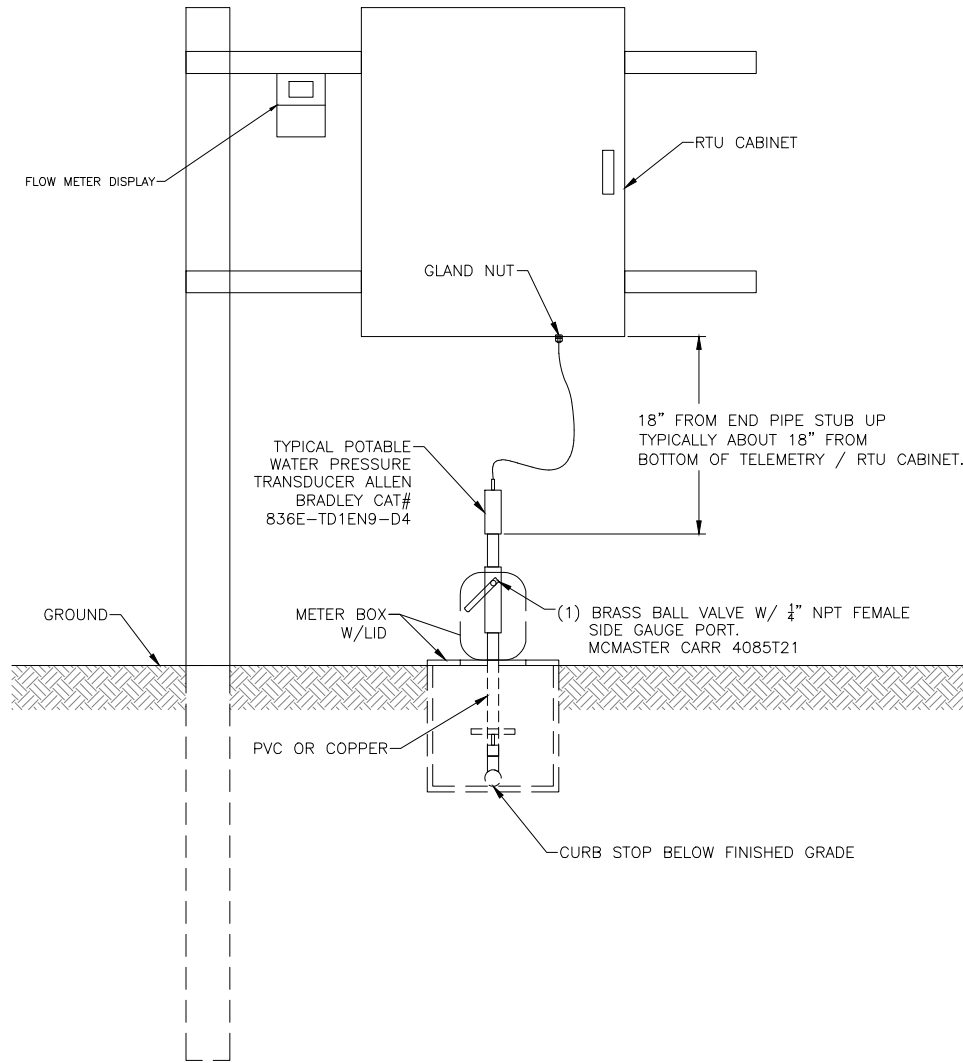 RTU CABINET
FLOW METER DISPLAY
GLAND NUT
18” FROM END PIPE STUB UP
TYPICALLY ABOUT 18” FROM
BOTTOM OF TELEMETRY / RTU CABINET.
TYPICAL POTABLE
WATER PRESSURE
TRANSDUCER ALLEN
BRADLEY CAT#
836E-TD1EN9-D4
GROUND
METER BOX
W/LID
(1) BRASS BALL VALVE W/ ¼” NPT FEMALE
SIDE GAUGE PORT.
MCMASTER CARR 4085T21
PVC OR COPPER
CURB STOP BELOW FINISHED GRADE